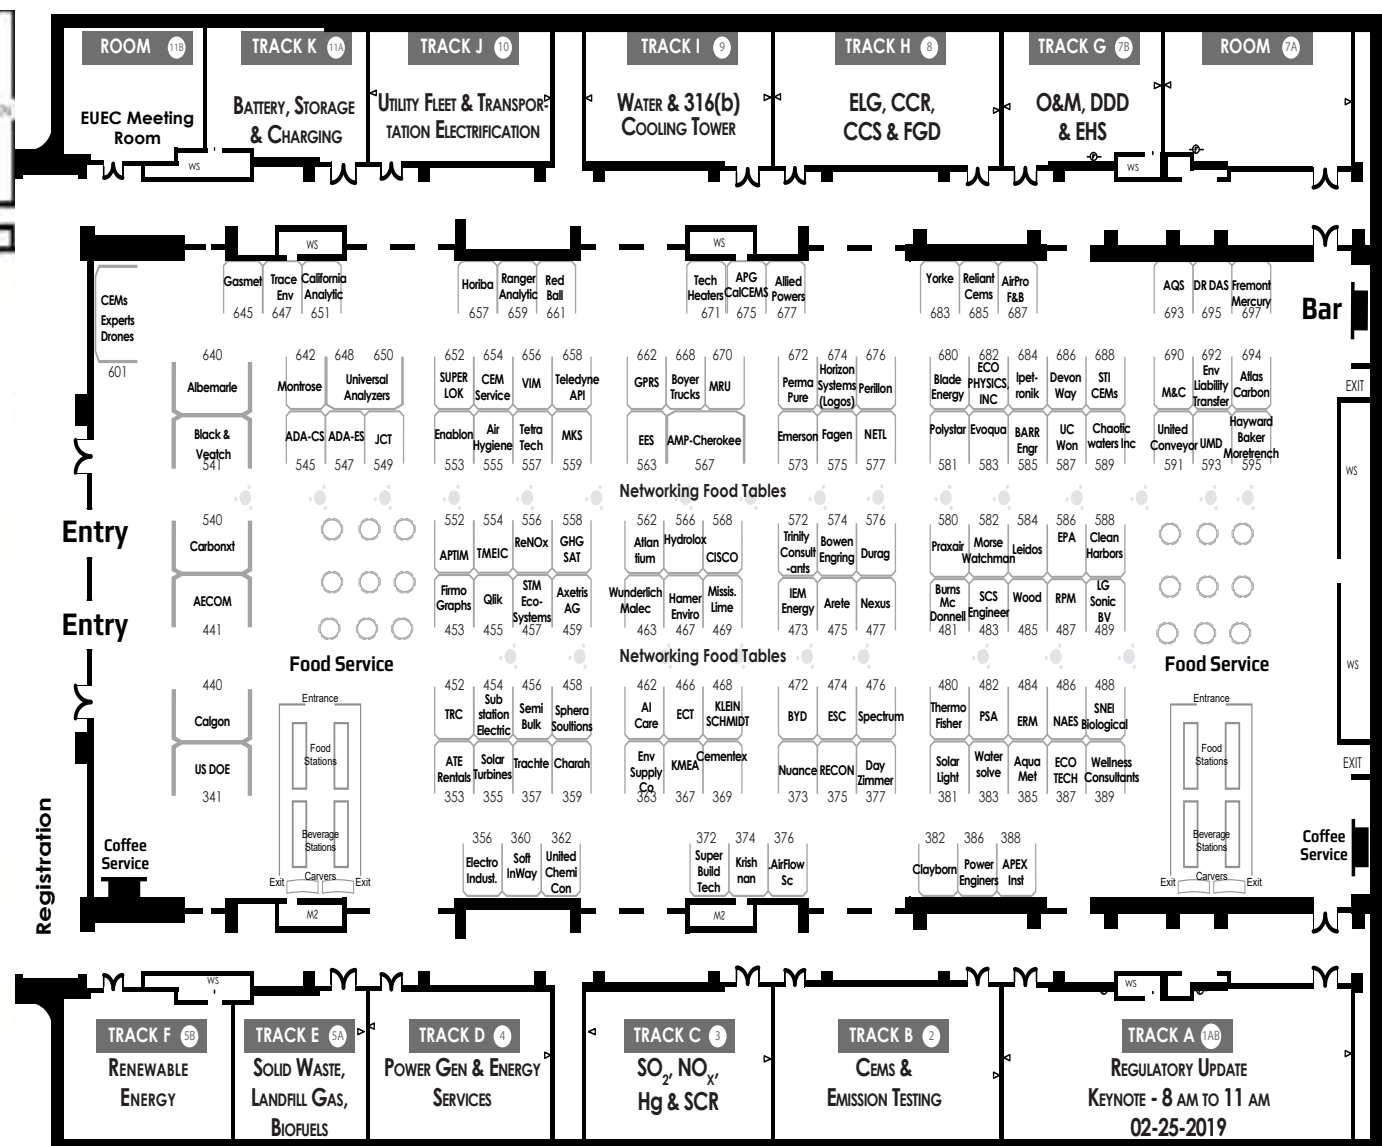 ROOM 11B
TRACK K 11A
TRACK J 10
TRACK I 9
TRACK H 8
TRACK G 7B
ROOM 7A
EUEC Meeting
Room
BATTERY, STORAGE
& CHARGING
UTILITY FLEET & TRANSPOR-
TATION ELECTRIFICATION
WATER & 316(b)
COOLING TOWER
ELG, CCR,
CCS & FGD
O&M, DDD
& EHS
WS
WS
WS
WS
CEMs
Experts
Drones
601
Gasmet
645
Trace
Env
647
California
Analytic
651
Horiba
657
Ranger
Analytic
659
Red
Ball
661
Tech
Heaters
671
APG
CalCEMS
675
Allied
Powers
677
Yorke
683
Reliant
Cems
685
AirPro
F&B
687
AQS
693
DR DAS
695
Fremont
Mercury
697
Bar
EXIT
640
Albemarle
642
Montrose
648 650
Universal
Analyzers
652
SUPER
LOK
654
CEM
Service
656
VIM
658
Teledyne
API
662
GPRS
668
Boyer
Trucks
670
MRU
672
Perma
Pure
674
Horizon
Systems
(Logos)
676
Perillon
680
Blade
Energy
682
ECO
PHYSICS,
INC
684
Ipet-
ronik
686
Devon
Way
688
STI
CEMs
690
M&C
692
Env
Liability
Transfer
694
Atlas
Carbon
Black &
Veatch
541
ADA-CS
545
ADA-ES
547
JCT
549
Enablon
553
Air
Hygiene
555
Tetra
Tech
557
MKS
559
EES
563
AMP-Cherokee
567
Emerson
573
Fagen
575
NETL
577
Polystar
581
Evoqua
583
BARR
Engr
585
UC
Won
587
Chaotic
waters Inc
589
United
Conveyor
591
UMD
593
Hayward
Baker
Moretrench
595
WS
Networking Food Tables
Entry
540
Carbonxt
552
APTIM
554
TMEIC
556
ReNOx
558
GHG
SAT
562
Atlan
tium
566
Hydrolox
568
CISCO
572
Trinity
Consult
-ants
574
Bowen
Engring
576
Durag
580
Praxair
582
Morse
Watchman
584
Leidos
586
EPA
588
Clean
Harbors
Entry
AECOM
441
Firmo
Graphs
453
Qlik
455
STM
Eco-
Systems
457
Axetris
AG
459
Wunderlich
Malec
463
Hamer
Enviro
467
Missis.
Lime
469
IEM
Energy
473
Arete
475
Nexus
477
Burns
Mc
Donnell
481
SCS
Engineer
483
Wood
485
RPM
487
LG
Sonic
BV
489
Food Service
Networking Food Tables
Food Service
WS
440
Calgon
Entrance
452
TRC
454
Sub
station
Electric
456
Semi
Bulk
458
Sphera
Soultions
462
AI
Care
466
ECT
468
KLEIN
SCHMIDT
472
BYD
474
ESC
476
Spectrum
480
Thermo
Fisher
482
PSA
484
ERM
486
NAES
488
SNEI
Biological
Entrance
US DOE
341
Food
Stations
ATE
Rentals
353
Solar
Turbines
355
Trachte
357
Charah
359
Env
Supply
Co
363
KMEA
367
Cementex
369
Nuance
373
RECON
375
Day
Zimmer
377
Solar
Light
381
Water
solve
383
Aqua
Met
385
ECO
TECH
387
Wellness
Consultants
389
Food
Stations
EXIT
Registration
Coffee
Service
Beverage
Stations
Carvers
Exit Exit
356
Electro
Indust.
360
Soft
InWay
362
United
Chemi
Con
372
Super
Build
Tech
374
Krish
nan
376
.AirFlow
Sc
382
Clayborn
386
Power
Enginers
388
APEX
Inst
Beverage
Stations
Carvers
Exit Exit
Coffee
Service
M2
M2
WS
WS
TRACK F 5B
RENEWABLE
ENERGY
TRACK E 5A
SOLID WASTE,
LANDFILL GAS,
BIOFUELS
TRACK D 4
POWER GEN & ENERGY
SERVICES
TRACK C 3
SO2, NOX,
Hg & SCR
TRACK B 2
CEMS &
EMISSION TESTING
TRACK A 1AB
REGULATORY UPDATE
KEYNOTE - 8 AM TO 11 AM
02-25-2019